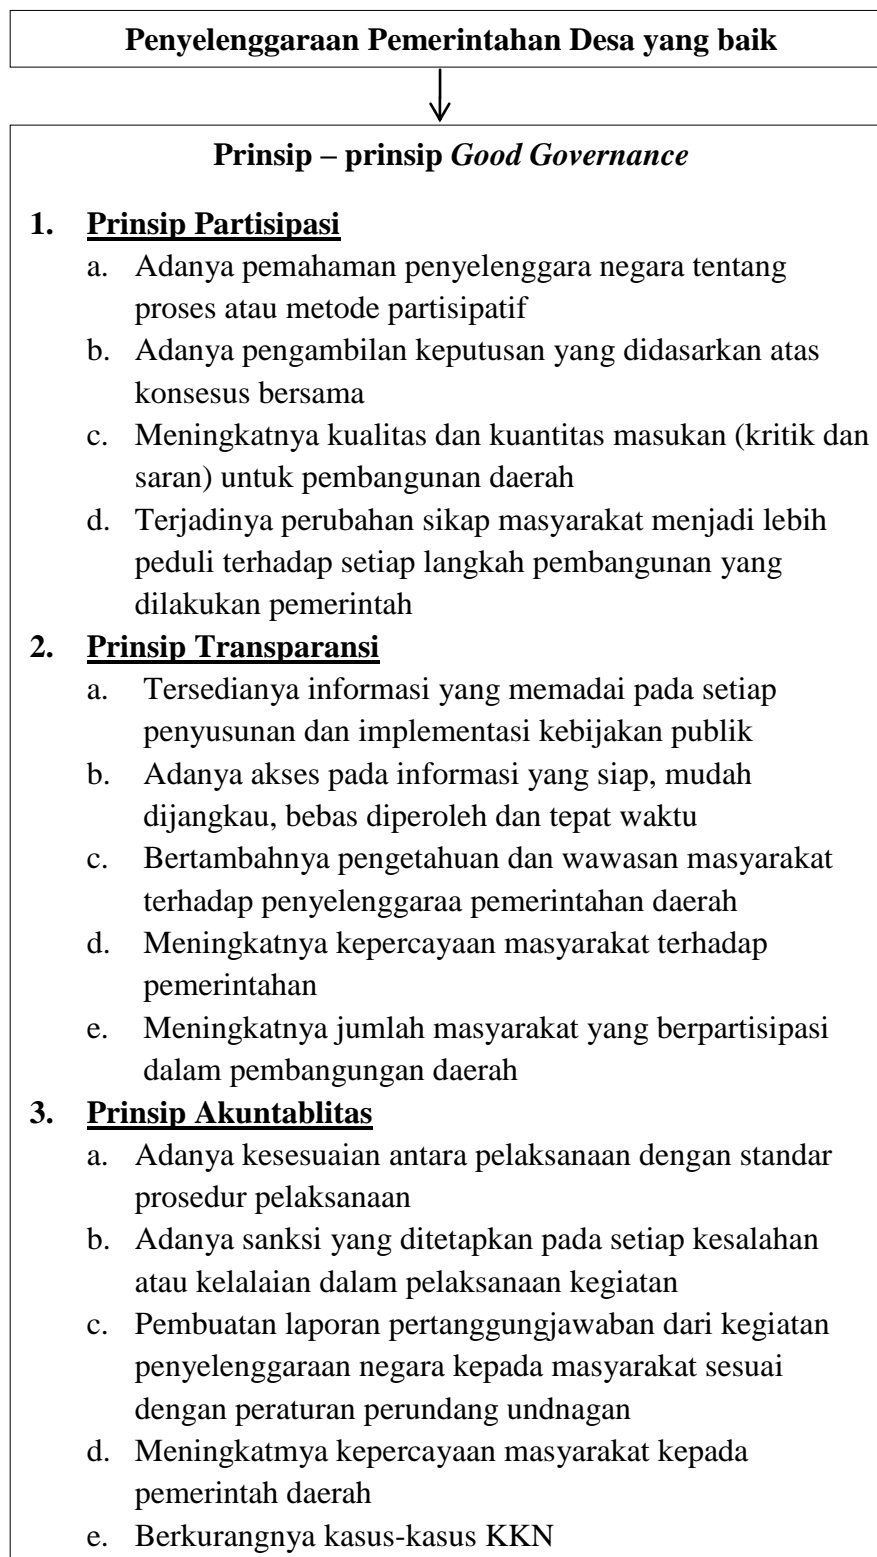 Penyelenggaraan Pemerintahan Desa yang baik
Prinsip – prinsip Good Governance
1. Prinsip Partisipasi
a. Adanya pemahaman penyelenggara negara tentang
proses atau metode partisipatif
b. Adanya pengambilan keputusan yang didasarkan atas
konsesus bersama
c. Meningkatnya kualitas dan kuantitas masukan (kritik dan
saran) untuk pembangunan daerah
d. Terjadinya perubahan sikap masyarakat menjadi lebih
peduli terhadap setiap langkah pembangunan yang
dilakukan pemerintah
2. Prinsip Transparansi
a. Tersedianya informasi yang memadai pada setiap
penyusunan dan implementasi kebijakan publik
b. Adanya akses pada informasi yang siap, mudah
dijangkau, bebas diperoleh dan tepat waktu
c. Bertambahnya pengetahuan dan wawasan masyarakat
terhadap penyelenggaraa pemerintahan daerah
d. Meningkatnya kepercayaan masyarakat terhadap
pemerintahan
e. Meningkatnya jumlah masyarakat yang berpartisipasi
dalam pembangungan daerah
3. Prinsip Akuntablitas
a. Adanya kesesuaian antara pelaksanaan dengan standar
prosedur pelaksanaan
b. Adanya sanksi yang ditetapkan pada setiap kesalahan
atau kelalaian dalam pelaksanaan kegiatan
c. Pembuatan laporan pertanggungjawaban dari kegiatan
penyelenggaraan negara kepada masyarakat sesuai
dengan peraturan perundang undnagan
d. Meningkatmya kepercayaan masyarakat kepada
pemerintah daerah
e. Berkurangnya kasus-kasus KKN